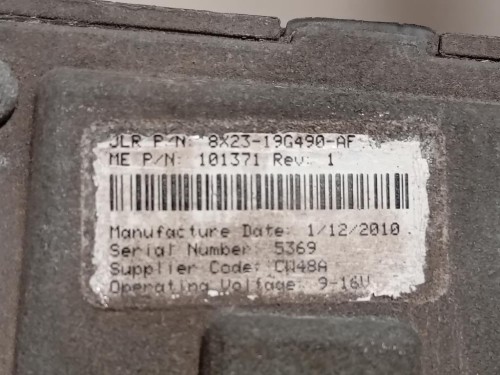 JLR P/N: 8X23-19G490-AF
ME P/N: 101371 Rev: 1
Manufacture Date: 1/12/2010
Serial Number: 5369
Supplier Code: CW48A
Operating Voltage: 9-16V